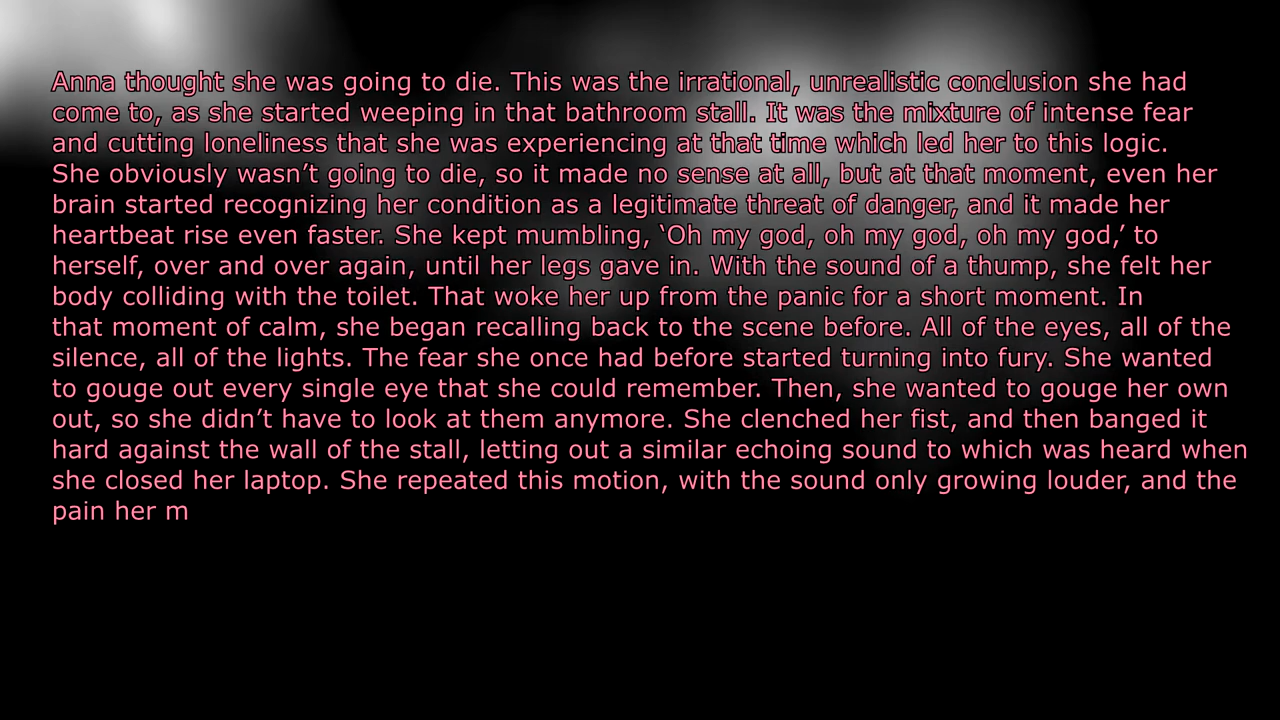 Anna thought she was going to die. This was the irrational, unrealistic conclusion she had
come to, as she started weeping in that bathroom stall. It was the mixture of intense fear
and cutting loneliness that she was experiencing at that time which led her to this logic.
She obviously wasn’t going to die, so it made no sense at all, but at that moment, even her
brain started recognizing her condition as a legitimate threat of danger, and it made her
heartbeat rise even faster. She kept mumbling, ‘Oh my god, oh my god, oh my god,’ to
herself, over and over again, until her legs gave in. With the sound of a thump, she felt her
body colliding with the toilet. That woke her up from the panic for a short moment. In
that moment of calm, she began recalling back to the scene before. All of the eyes, all of the
silence, all of the lights. The fear she once had before started turning into fury. She wanted
to gouge out every single eye that she could remember. Then, she wanted to gouge her own
out, so she didn’t have to look at them anymore. She clenched her fist, and then banged it
hard against the wall of the stall, letting out a similar echoing sound to which was heard when
she closed her laptop. She repeated this motion, with the sound only growing louder, and the
pain her m